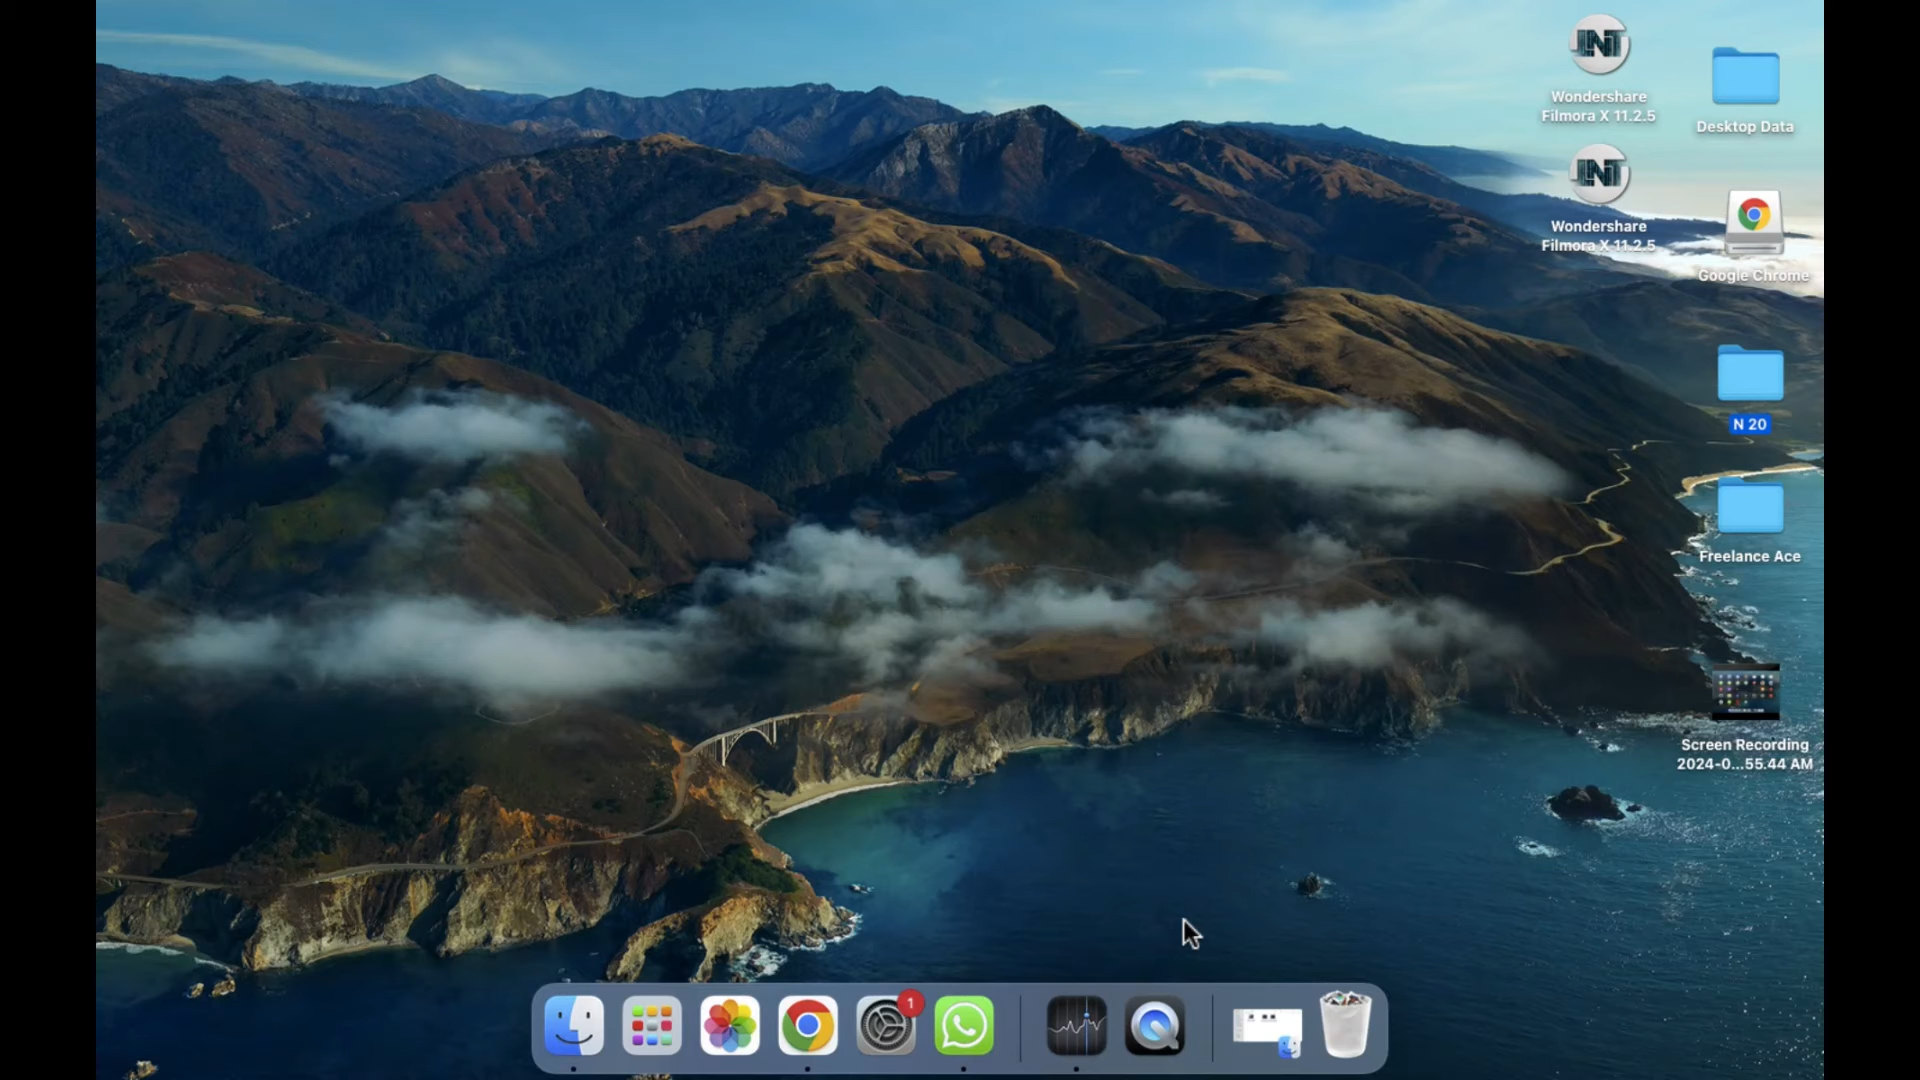 Wondershare
Filmora X 11.2.5
Desktop Data
Wondershare
Filmora X 11.2.5
Google Chrome
N 20
Freelance Ace
Screen Recording
2024-0...55.44 AM
1